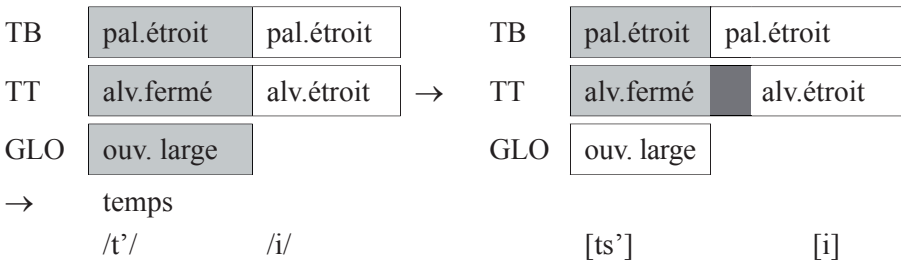 TB pal.étroit pal.étroit TB pal.étroit pal.étroit
TT alv.fermé alv.étroit → TT alv.fermé alv.étroit
GLO ouv. large GLO ouv. large
→ temps
/t’/ /i/ [ts’] [i]